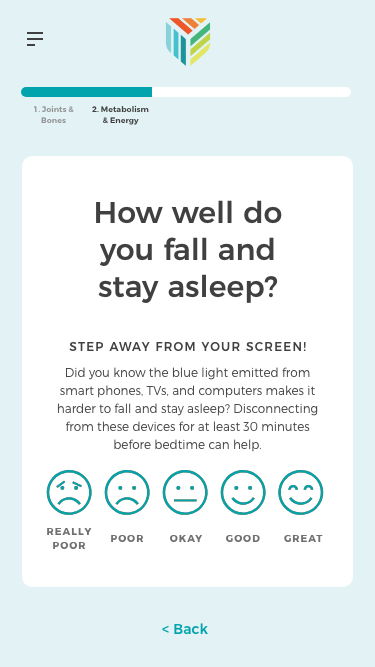 1. Joints &
Bones
2. Metabolism
& Energy
How well do
you fall and
stay asleep?
STEP AWAY FROM YOUR SCREEN!
Did you know the blue light emitted from
smart phones, TVs, and computers makes it
harder to fall and stay asleep? Disconnecting
from these devices for at least 30 minutes
before bedtime can help.
REALLY
POOR
POOR
OKAY
GOOD
GREAT
< Back